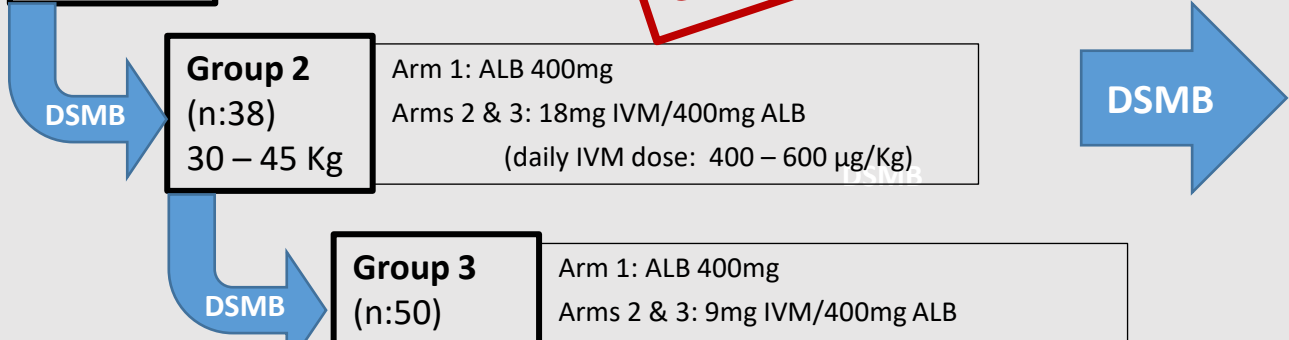 DSMB
Group 2
(n:38)
30 – 45 Kg
Arm 1: ALB 400mg
Arms 2 & 3: 18mg IVM/400mg ALB
(daily IVM dose: 400 – 600 µg/Kg)
DSMB
DSMB
DSMB
Group 3
(n:50)
Arm 1: ALB 400mg
Arms 2 & 3: 9mg IVM/400mg ALB